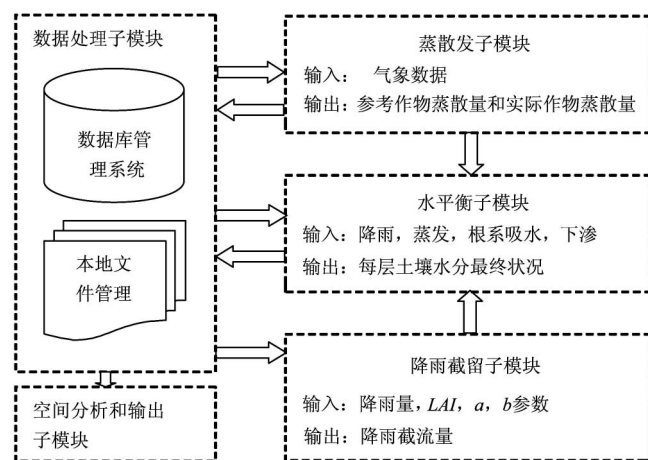 数据处理子模块
数据库管
理系统
本地文
件管理
空间分析和输出
子模块
蒸散发子模块
输入： 气象数据
输出：参考作物蒸散量和实际作物蒸散量
水平衡子模块
输入：降雨，蒸发，根系吸水，下渗
输出：每层土壤水分最终状况
降雨截留子模块
输入：降雨量，LAI，a，b参数
输出：降雨截流量